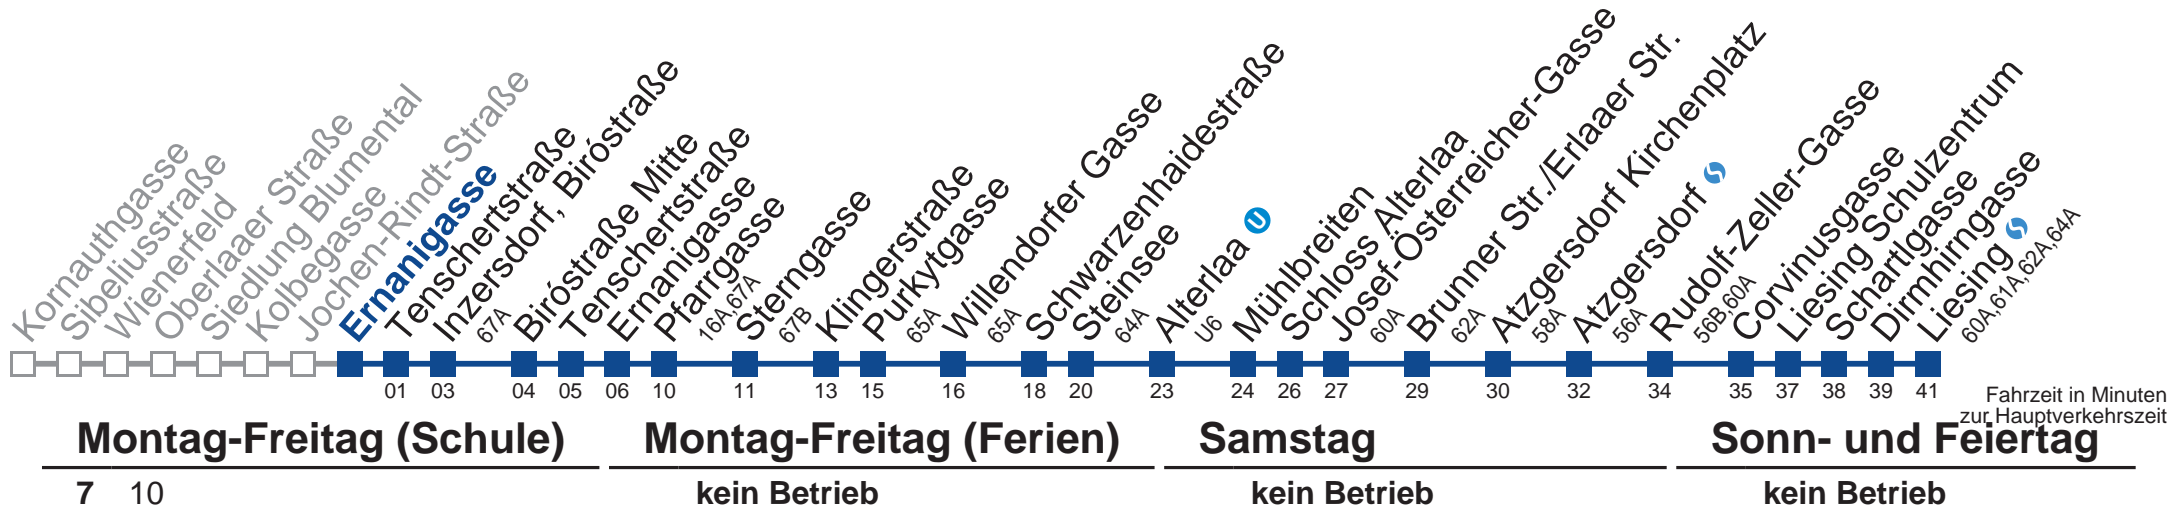 Kornauthgasse
Sibeliusstraße
Wienerfeld
Oberlaaer Straße
Siedlung Blumental
Kolbegasse
Jochen-Rindt-Straße
Ernanigasse
Tenschertstraße
Inzersdorf, Biróstraße
67A
Biróstraße Mitte
Tenschertstraße
Ernanigasse
Pfarrgasse
16A,67A
Sterngasse
67B
Klingerstraße
Purkytgasse
65A
Willendorfer Gasse
65A
Schwarzenhaidestraße
Steinsee
64A
Alterlaa U
U6
Mühlbreiten
Schloss Alterlaa
Josef-Österreicher-Gasse
60A
Brunner Str./Erlaaer Str.
62A
Atzgersdorf Kirchenplatz
58A
Atzgersdorf
56A
Rudolf-Zeller-Gasse
56B,60A
Corvinusgasse
Liesing Schulzentrum
Schartlgasse
Dirmhirngasse
Liesing
60A,61A,62A,64A
01 03 04 05 06 10 11 13 15 16 18 20 23 24 26 27 29 30 32 34 35 37 38 39 41
Fahrzeit in Minuten
zur Hauptverkehrszeit
Montag-Freitag (Schule) Montag-Freitag (Ferien) Samstag Sonn- und Feiertag
7 10 kein Betrieb kein Betrieb kein Betrieb